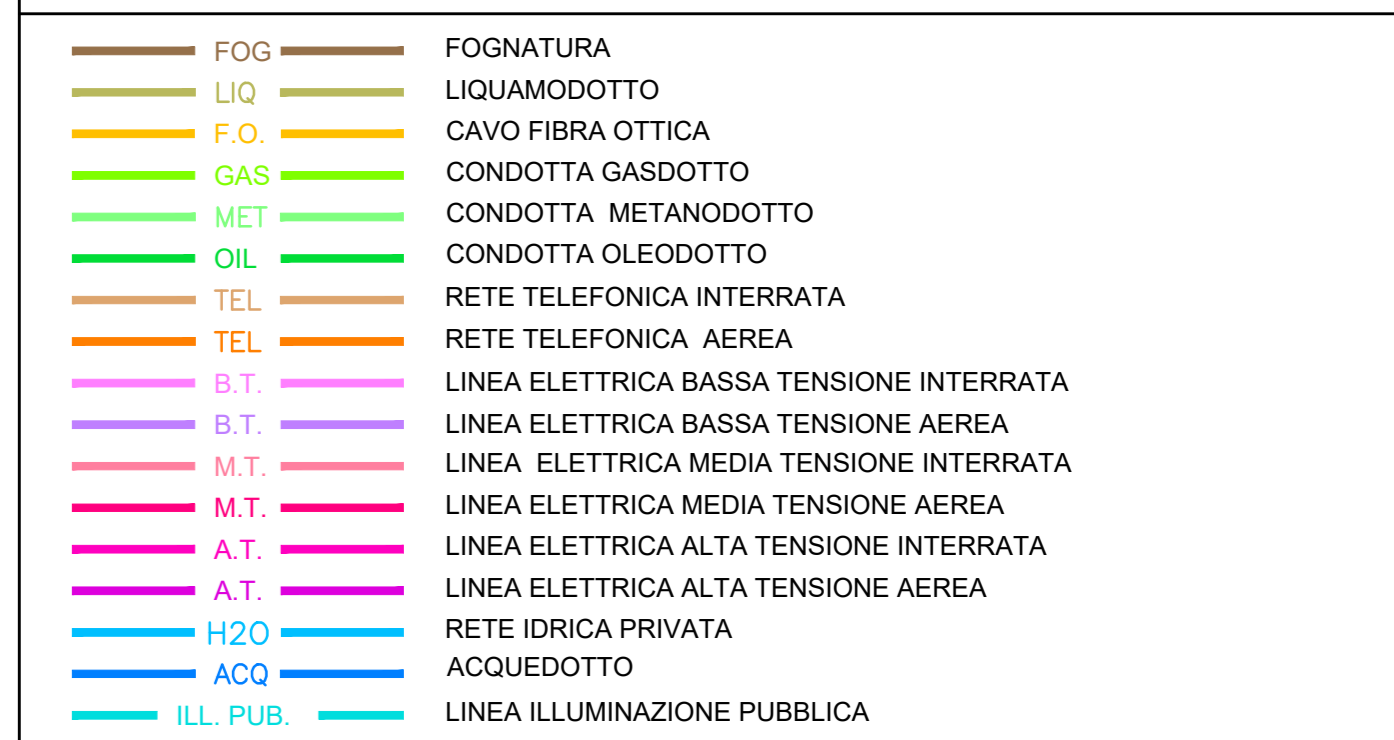 FOG FOGNATURA
LIQ LIQUAMODOTTO
F.O. CAVO FIBRA OTTICA
GAS CONDOTTA GASDOTTO
MET CONDOTTA METANODOTTO
OIL CONDOTTA OLEODOTTO
TEL RETE TELEFONICA INTERRATA
TEL RETE TELEFONICA AEREA
B.T. LINEA ELETTRICA BASSA TENSIONE INTERRATA
B.T. LINEA ELETTRICA BASSA TENSIONE AEREA
M.T. LINEA ELETTRICA MEDIA TENSIONE INTERRATA
M.T. LINEA ELETTRICA MEDIA TENSIONE AEREA
A.T. LINEA ELETTRICA ALTA TENSIONE INTERRATA
A.T. LINEA ELETTRICA ALTA TENSIONE AEREA
H2O RETE IDRICA PRIVATA
ACQ ACQUEDOTTO
ILL. PUB. LINEA ILLUMINAZIONE PUBBLICA